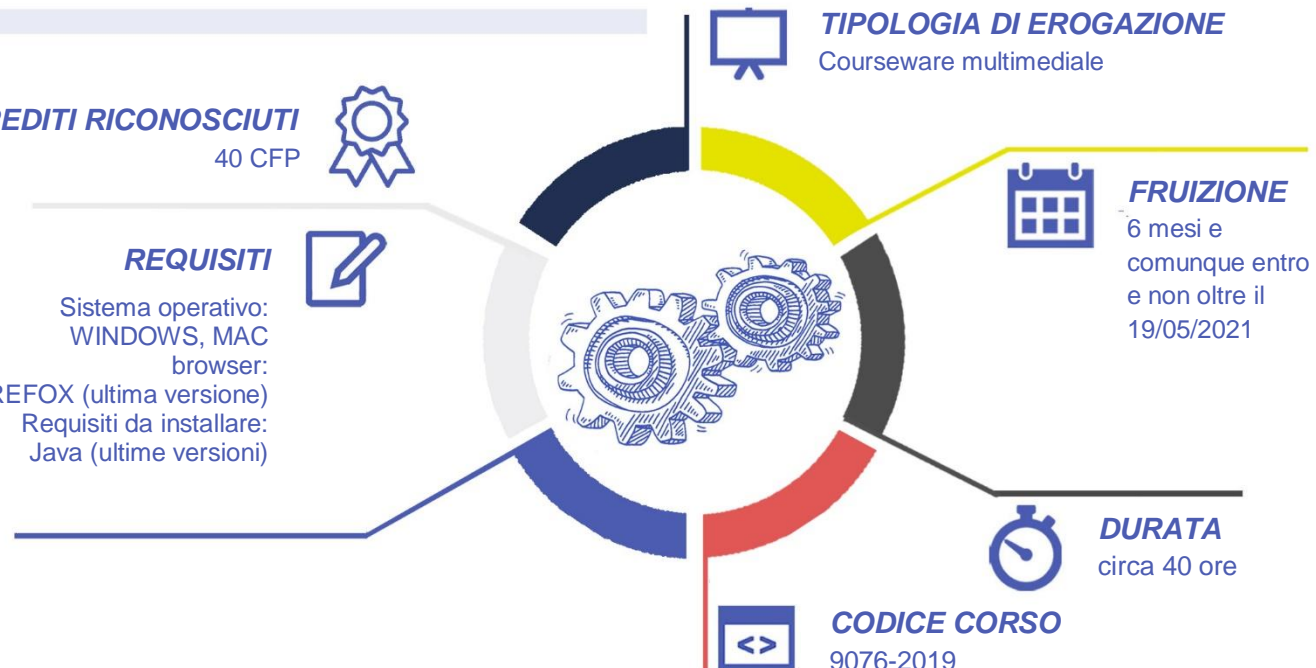 TIPOLOGIA DI EROGAZIONE
Courseware multimediale
REDITI RICONOSCIUTI
40 CFP
FRUIZIONE
6 mesi e
comunque entro
e non oltre il
19/05/2021
REQUISITI
Sistema operativo:
WINDOWS, MAC
browser:
REFOX (ultima versione)
Requisiti da installare:
Java (ultime versioni)
DURATA
circa 40 ore
<>
CODICE CORSO
9076-2019